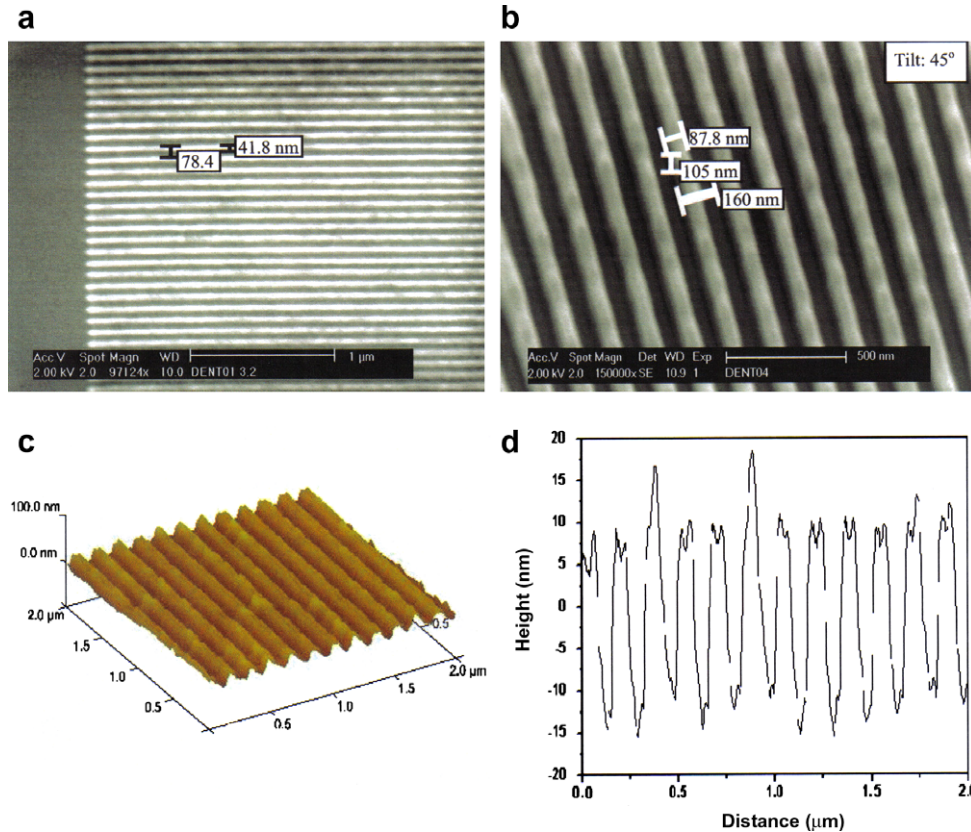 a
41.8 nm
78.4
Acc.V Spot Magn WD 1 µm
2.00 kV 2.0 97124x 10.0 DENT01 3.2
b
Tilt: 45°
87.8 nm
105 nm
160 nm
Acc.V Spot Magn Det WD Exp 500 nm
2.00 kV 2.0 150000x SE 10.9 1 DENT04
c
100.0 nm
0.0 nm
2.0 µm
1.5
1.0
0.5
0.5
1.0
1.5
2.0 µm
0.5
d
20
15
10
5
0
-5
-10
-15
-20
Height (nm)
0.0 0.5 1.0 1.5 2.0
Distance (µm)